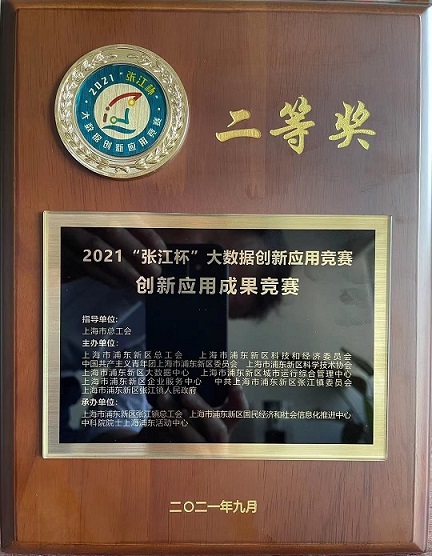 2021“张江杯”
大数据创新应用竞赛
二等奖
2021“张江杯”大数据创新应用竞赛
创新应用成果竞赛
指导单位:
上海市总工会
主办单位:
上海市浦东新区总工会 上海市浦东新区科技和经济委员会
中国共产主义青年团上海市浦东新区委员会 上海市浦东新区科学技术协会
上海市浦东新区大数据中心 上海市浦东新区城市运行综合管理中心
上海市浦东新区企业服务中心 中共上海市浦东新区张江镇委员会
上海市浦东新区张江镇人民政府
承办单位:
上海市浦东新区张江镇总工会 上海市浦东新区国民经济和社会信息化推进中心
中科院院士上海浦东活动中心
二〇二一年九月